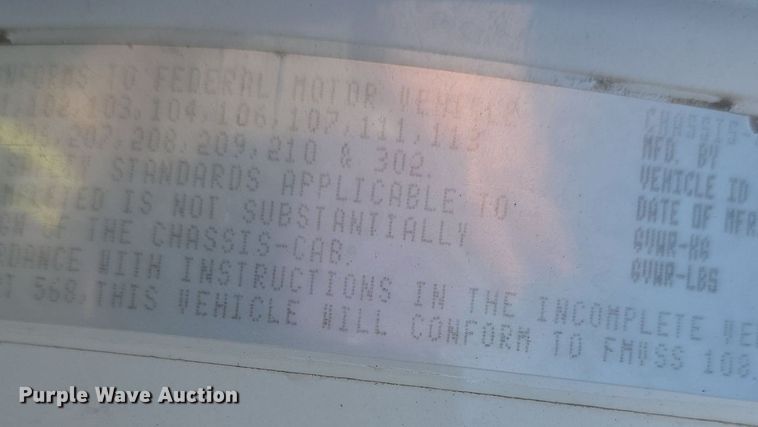 TO FEDERAL MOTOR VEHICLE
102,103,104,106,107,111,113
207,208,209,210 & 302.
STANDARDS APPLICABLE TO
IS NOT SUBSTANTIALLY
OF THE CHASSIS-CAB.
RDANCE WITH INSTRUCTIONS IN THE INCOMPLETE VE
568,THIS VEHICLE WILL CONFORM TO FMVSS 108,
CHASSIS-
MFD. BY
VEHICLE ID
DATE OF MFR
GVWR-KG
GVWR-LBS
Purple Wave Auction